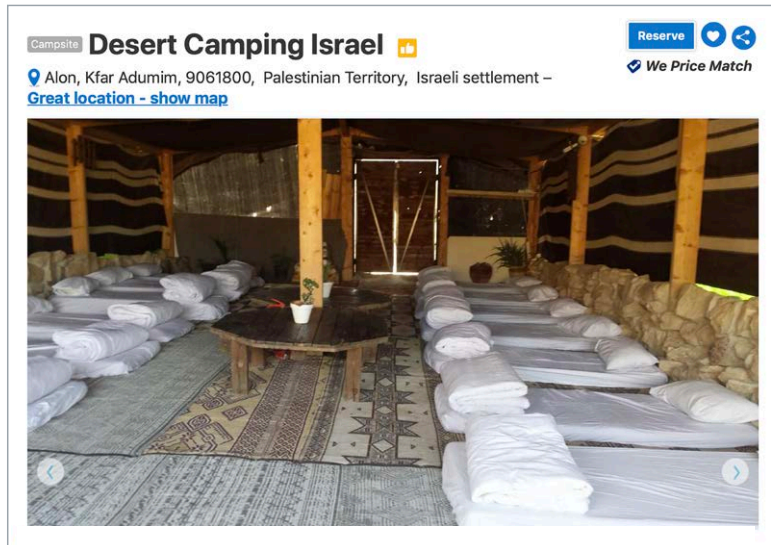 Campsite Desert Camping Israel
Reserve
We Price Match
Alon, Kfar Adumim, 9061800, Palestinian Territory, Israeli settlement –
Great location - show map